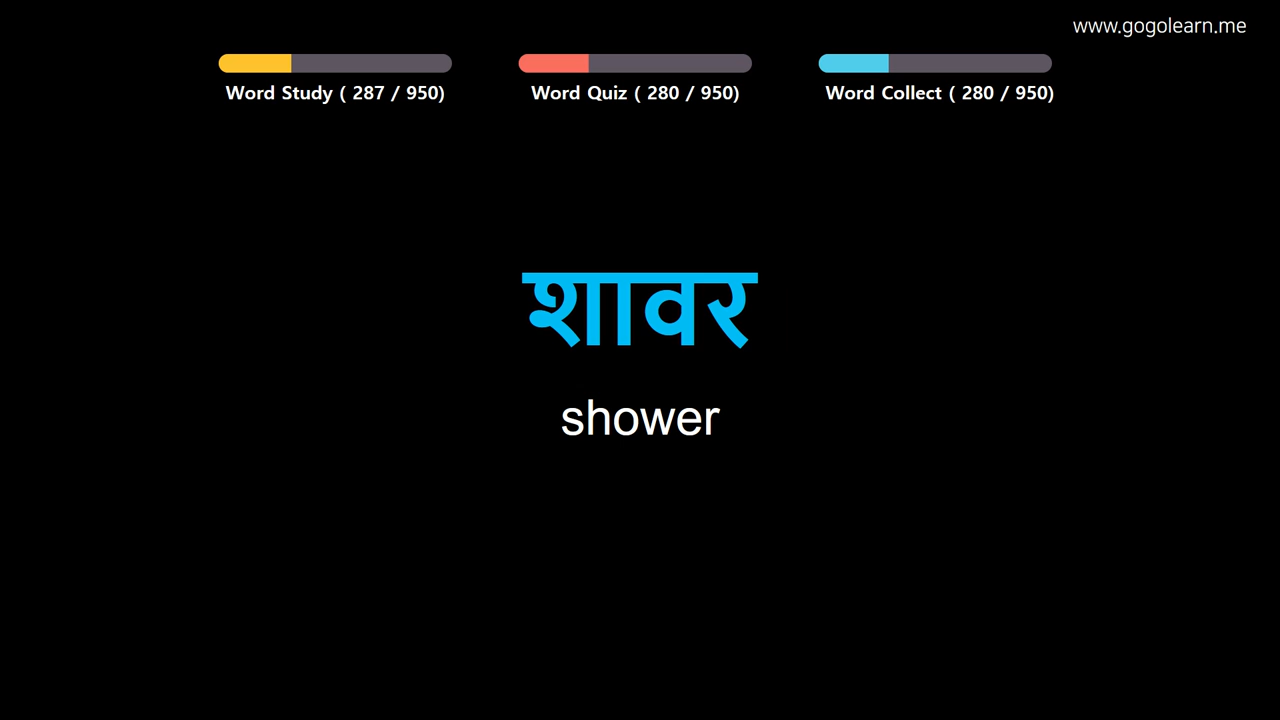 www.gogolearn.me
Word Study ( 287 / 950)
Word Quiz ( 280 / 950)
Word Collect ( 280 / 950)
शावर
shower